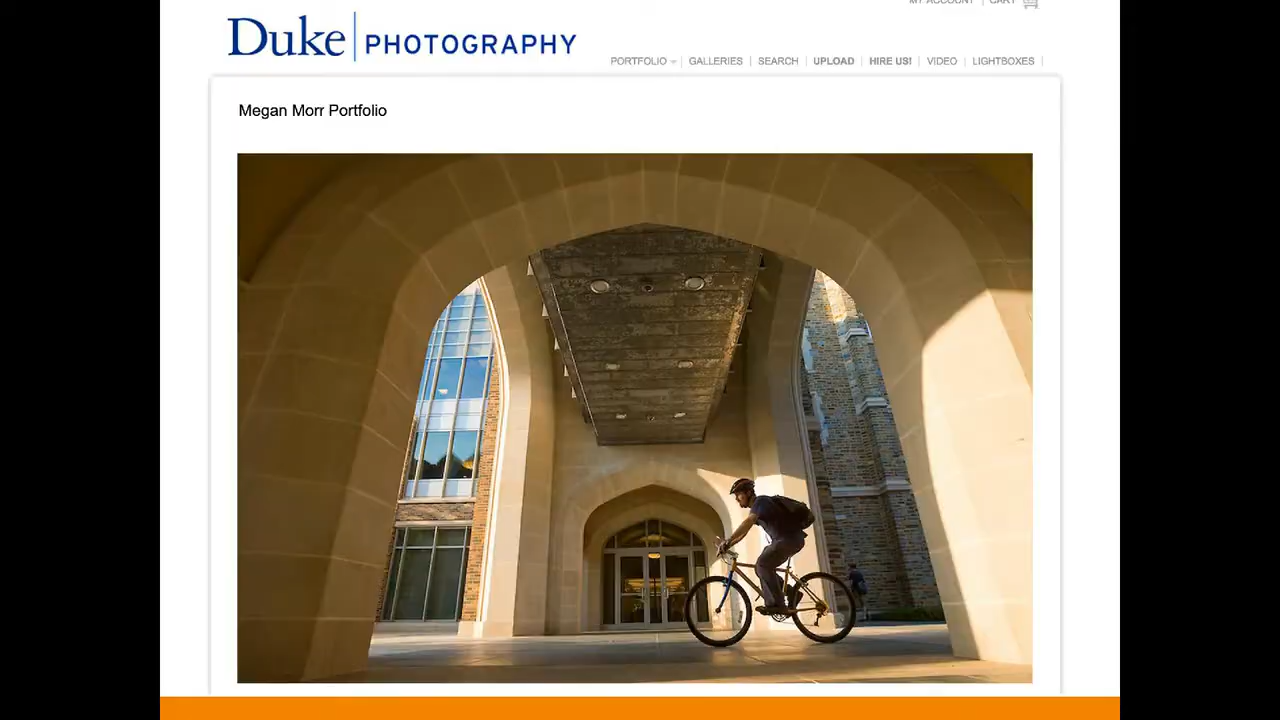 MY ACCOUNT | CART
Duke | PHOTOGRAPHY
PORTFOLIO | GALLERIES | SEARCH | UPLOAD | HIRE US! | VIDEO | LIGHTBOXES |
Megan Morr Portfolio